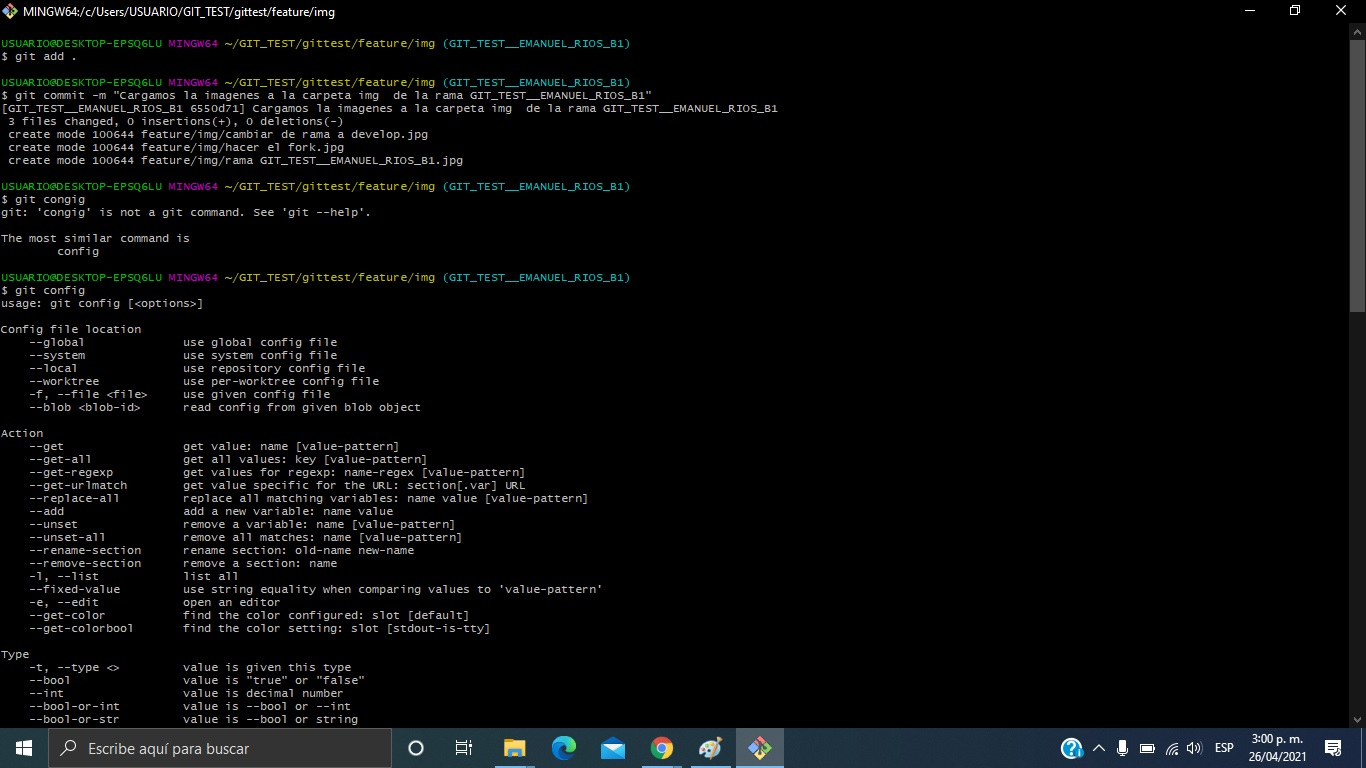 MINGW64:/c/Users/USUARIO/GIT_TEST/gittest/feature/img
USUARIO@DESKTOP-EPSQ6LU MINGW64 ~/GIT_TEST/gittest/feature/img (GIT_TEST__EMANUEL_RIOS_B1)
$ git add .
USUARIO@DESKTOP-EPSQ6LU MINGW64 ~/GIT_TEST/gittest/feature/img (GIT_TEST__EMANUEL_RIOS_B1)
$ git commit -m "Cargamos la imagenes a la carpeta img  de la rama GIT_TEST__EMANUEL_RIOS_B1"
[GIT_TEST__EMANUEL_RIOS_B1 6550d71] Cargamos la imagenes a la carpeta img  de la rama GIT_TEST__EMANUEL_RIOS_B1
 3 files changed, 0 insertions(+), 0 deletions(-)
 create mode 100644 feature/img/cambiar de rama a develop.jpg
 create mode 100644 feature/img/hacer el fork.jpg
 create mode 100644 feature/img/rama GIT_TEST__EMANUEL_RIOS_B1.jpg
USUARIO@DESKTOP-EPSQ6LU MINGW64 ~/GIT_TEST/gittest/feature/img (GIT_TEST__EMANUEL_RIOS_B1)
$ git congig
git: 'congig' is not a git command. See 'git --help'.
The most similar command is
        config
USUARIO@DESKTOP-EPSQ6LU MINGW64 ~/GIT_TEST/gittest/feature/img (GIT_TEST__EMANUEL_RIOS_B1)
$ git config
usage: git config [<options>]
Config file location
    --global              use global config file
    --system              use system config file
    --local               use repository config file
    --worktree            use per-worktree config file
    -f, --file <file>     use given config file
    --blob <blob-id>      read config from given blob object
Action
    --get                 get value: name [value-pattern]
    --get-all             get all values: key [value-pattern]
    --get-regexp          get values for regexp: name-regex [value-pattern]
    --get-urlmatch        get value specific for the URL: section[.var] URL
    --replace-all         replace all matching variables: name value [value-pattern]
    --add                 add a new variable: name value
    --unset               remove a variable: name [value-pattern]
    --unset-all           remove all matches: name [value-pattern]
    --rename-section      rename section: old-name new-name
    --remove-section      remove a section: name
    -l, --list            list all
    --fixed-value         use string equality when comparing values to 'value-pattern'
    -e, --edit            open an editor
    --get-color           find the color configured: slot [default]
    --get-colorbool       find the color setting: slot [stdout-is-tty]
Type
    -t, --type <>         value is given this type
    --bool                value is "true" or "false"
    --int                 value is decimal number
    --bool-or-int         value is --bool or --int
    --bool-or-str         value is --bool or string
Escribe aquí para buscar
ESP
3:00 p. m.
26/04/2021